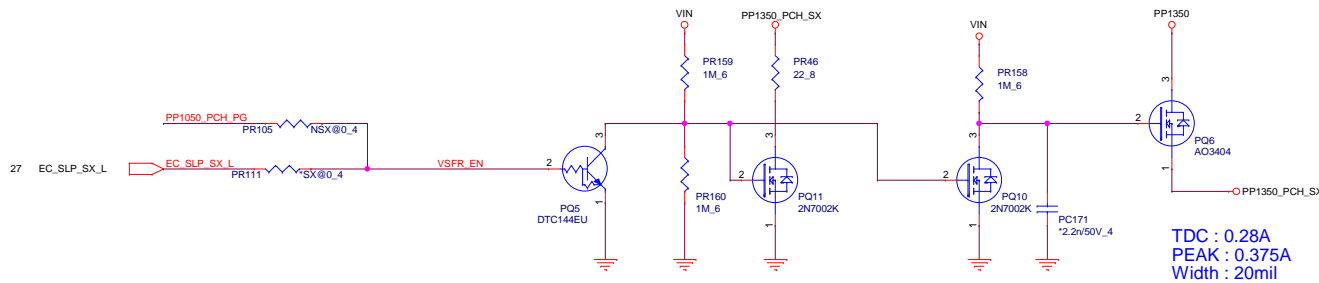 VIN
PP1350_PCH_SX
VIN
PP1350
PR159
1M_6
PR46
22_8
PR158
1M_6
3
2
PQ6
AO3404
1
PP1050_PCH_PG
PR105
NSX@0_4
27
EC_SLP_SX_L
EC_SLP_SX_L
PR111
*SX@0_4
VSFR_EN
2
3
1
PQ5
DTC144EU
PR160
1M_6
3
2
1
PQ11
2N7002K
3
2
1
PQ10
2N7002K
PC171
*2.2n/50V_4
PP1350_PCH_SX
TDC : 0.28A
PEAK : 0.375A
Width : 20mil